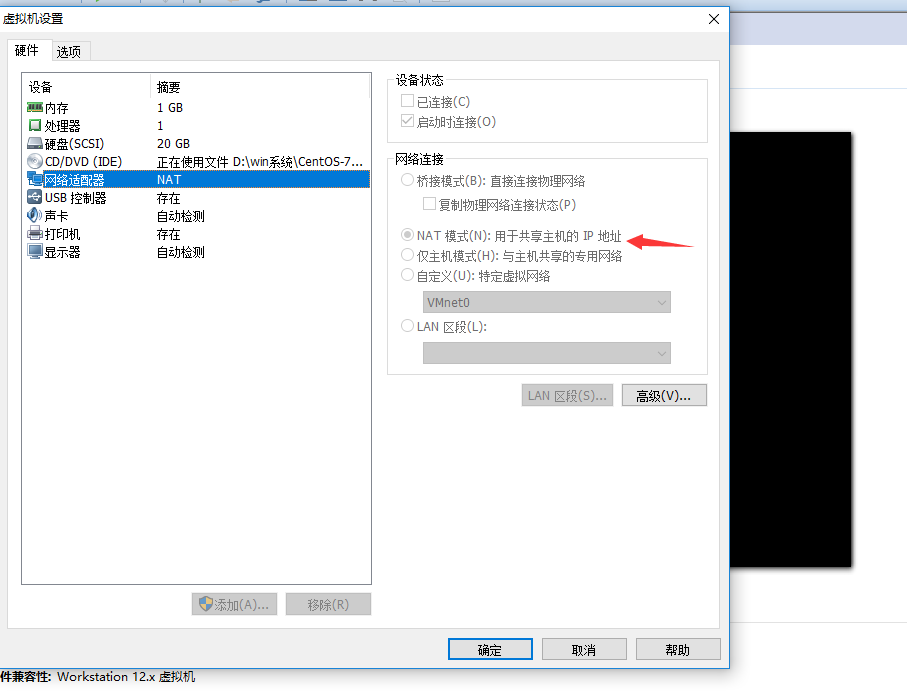 虚拟机设置
硬件 选项
设备 摘要
内存 1 GB
处理器 1
硬盘(SCSI) 20 GB
CD/DVD (IDE) 正在使用文件 D:\win系统\CentOS-7...
网络适配器 NAT
USB 控制器 存在
声卡 自动检测
打印机 存在
显示器 自动检测
添加(A)... 移除(R)
设备状态
已连接(C)
启动时连接(O)
网络连接
桥接模式(B): 直接连接物理网络
复制物理网络连接状态(P)
NAT 模式(N): 用于共享主机的 IP 地址
仅主机模式(H): 与主机共享的专用网络
自定义(U): 特定虚拟网络
VMnet0
LAN 区段(L):
LAN 区段(S)... 高级(V)...
确定 取消 帮助
件兼容性: Workstation 12.x 虚拟机